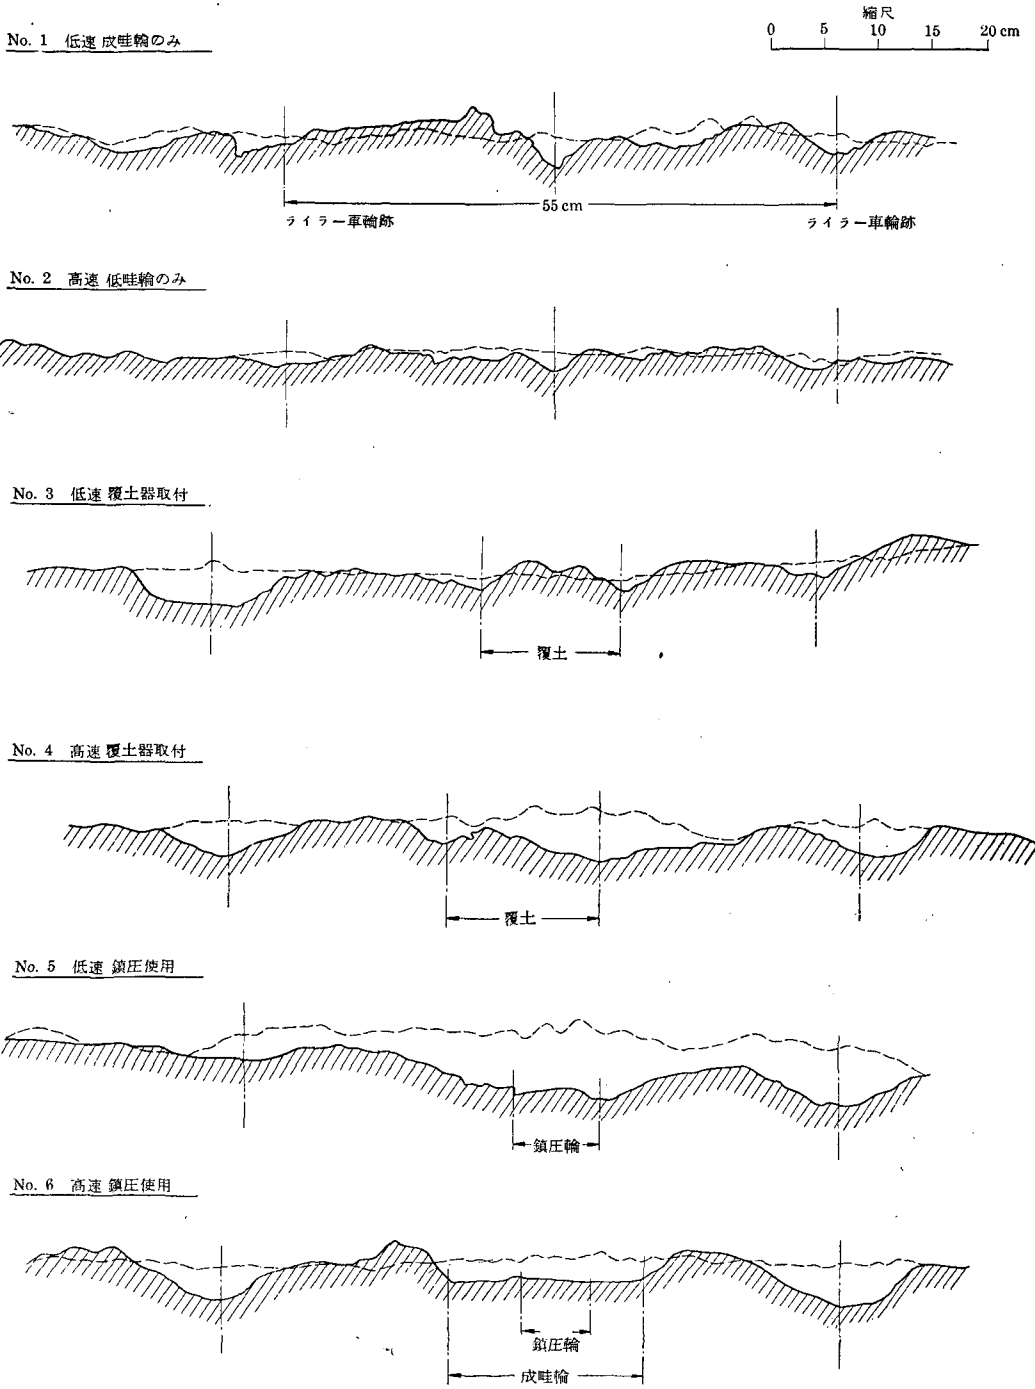 縮尺
0 5 10 15 20 cm
No. 1 低速 成畦輪のみ
55 cm
ライラー車輪跡 ライラー車輪跡
No. 2 高速 低畦輪のみ
No. 3 低速 覆土器取付
覆土
No. 4 高速 覆土器取付
覆土
No. 5 低速 鎮圧使用
鎮圧輪
No. 6 高速 鎮圧使用
鎮圧輪
成畦輪